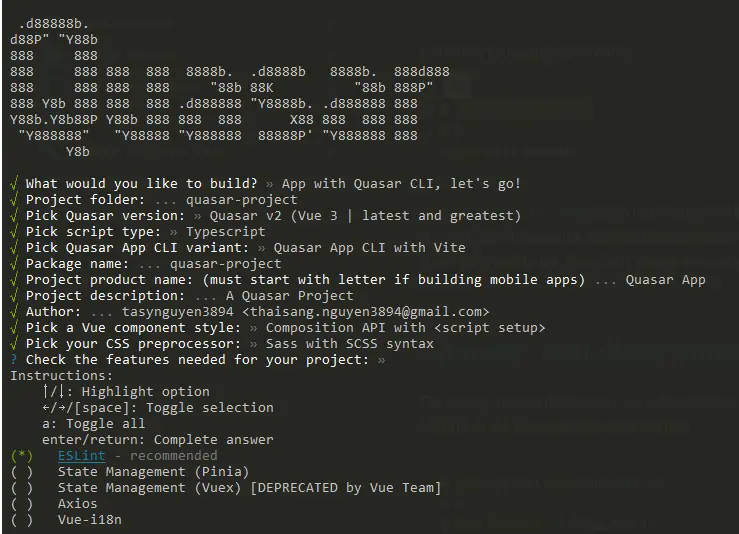 .d88888b.
d88P" "Y88b
888     888
888     888 888  888  8888b.  .d8888b   8888b.  888d888
888     888 888  888     "88b 88K          "88b 888P"
888 Y8b 888 888  888 .d888888 "Y8888b. .d888888 888
Y88b.Y8b88P Y88b 888 888  888      X88 888  888 888
 "Y888888"   "Y88888 "Y888888  88888P' "Y888888 888
       Y8b
√ What would you like to build? » App with Quasar CLI, let's go!
√ Project folder: ... quasar-project
√ Pick Quasar version: » Quasar v2 (Vue 3 | latest and greatest)
√ Pick script type: » Typescript
√ Pick Quasar App CLI variant: » Quasar App CLI with Vite
√ Package name: ... quasar-project
√ Project product name: (must start with letter if building mobile apps) ... Quasar App
√ Project description: ... A Quasar Project
√ Author: ... tasynguyen3894 <thaisang.nguyen3894@gmail.com>
√ Pick a Vue component style: » Composition API with <script setup>
√ Pick your CSS preprocessor: » Sass with SCSS syntax
? Check the features needed for your project: »
Instructions:
    ↑/↓: Highlight option
    ←/→/[space]: Toggle selection
    a: Toggle all
    enter/return: Complete answer
(*)   ESLint - recommended
( )   State Management (Pinia)
( )   State Management (Vuex) [DEPRECATED by Vue Team]
( )   Axios
( )   Vue-i18n